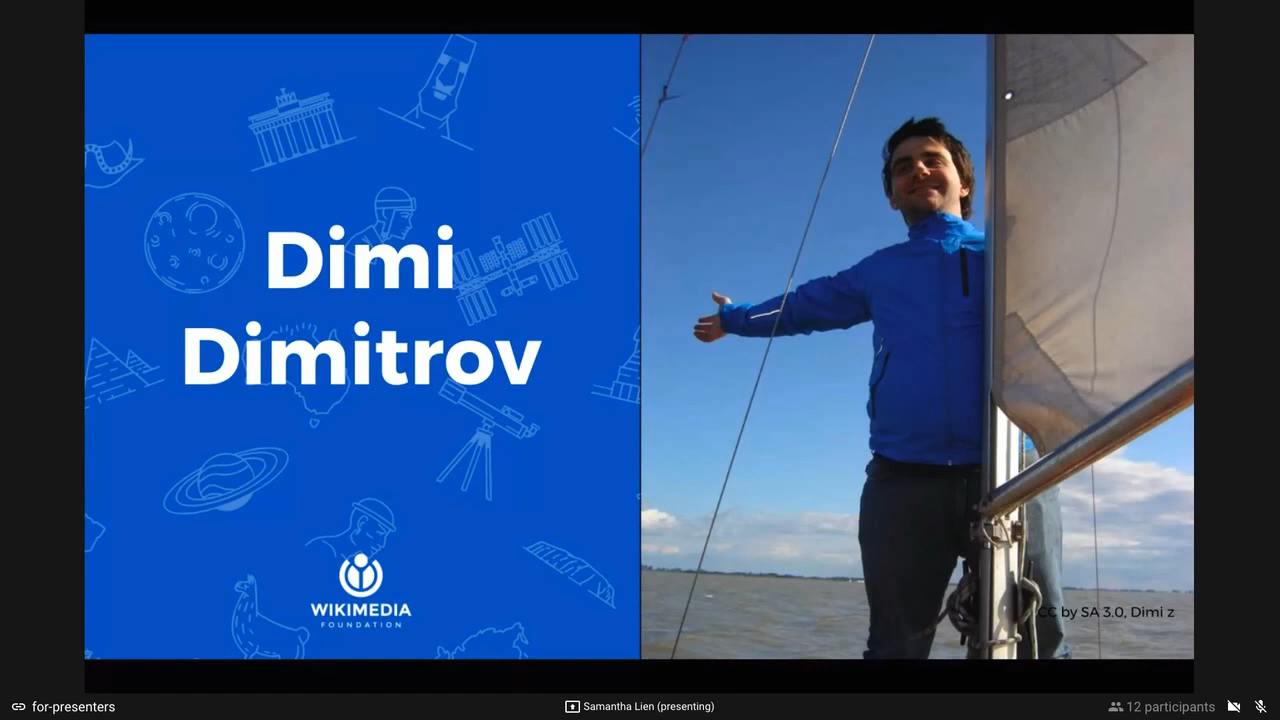 Dimi
Dimitrov
WIKIMEDIA
FOUNDATION
CC by SA 3.0, Dimi z
for-presenters
Samantha Lien (presenting)
12 participants